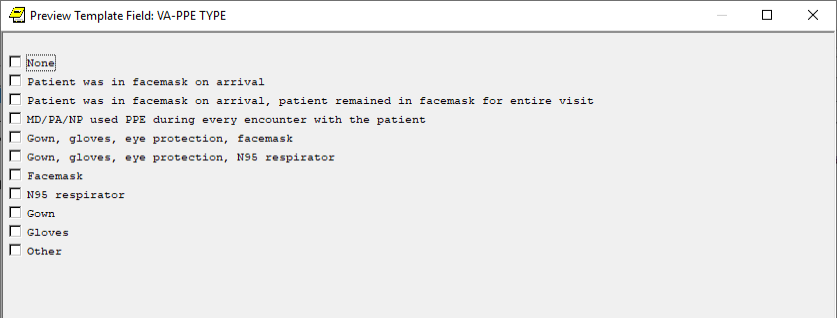 Preview Template Field: VA-PPE TYPE
None
Patient was in facemask on arrival
Patient was in facemask on arrival, patient remained in facemask for entire visit
MD/PA/NP used PPE during every encounter with the patient
Gown, gloves, eye protection, facemask
Gown, gloves, eye protection, N95 respirator
Facemask
N95 respirator
Gown
Gloves
Other